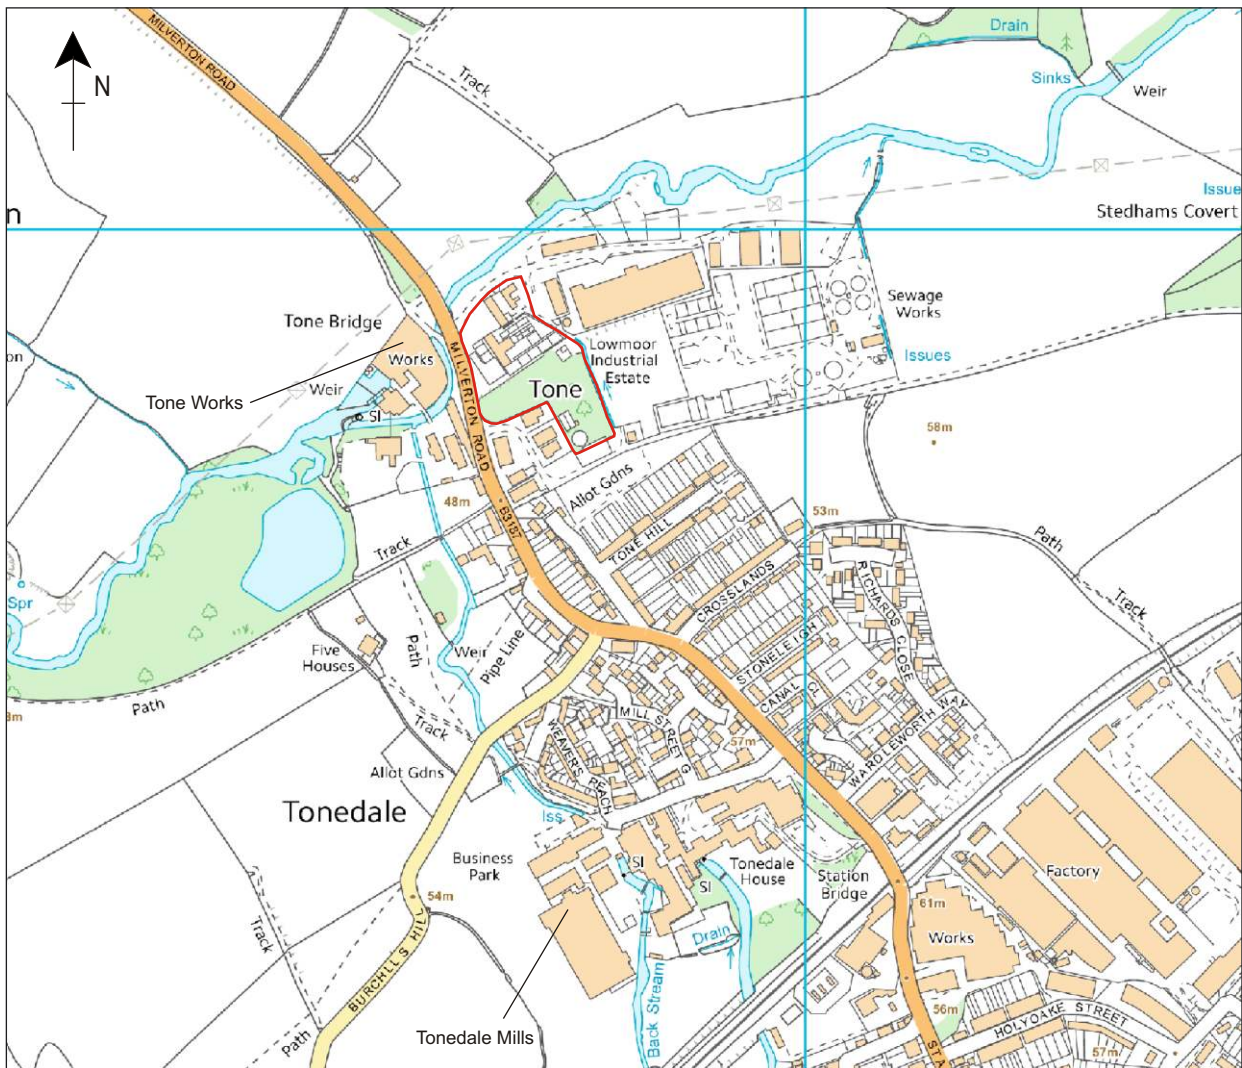 MILVERTON ROAD
N
Track
Drain
Sinks
Weir
Issue
Stedhams Covert
n
Tone Bridge
Works
Weir
Tone Works
SI
MILVERTON ROAD
Lowmoor
Industrial
Estate
Tone
Sewage
Works
Issues
on
58m
48m
B3187
Allot Gdns
TONE HILL
53m
Path
Track
Track
CROSSLANDS
RICHARDS CLOSE
Spr
Five
Houses
Path
Weir
Pipe Line
STONELEIGH
CANAL CL
Path
3m
Track
MILL STREET G
57m
WARDLEWORTH WAY
WEAVER'S REACH
Allot Gdns
Tonedale
Iss
Business
Park
SI
Tonedale
House
SI
Station
Bridge
Factory
54m
61m
Works
Track
BURCHILLS HILL
Drain
Back Stream
Tonedale Mills
Path
56m
HOLYOAKE STREET
57m
STA